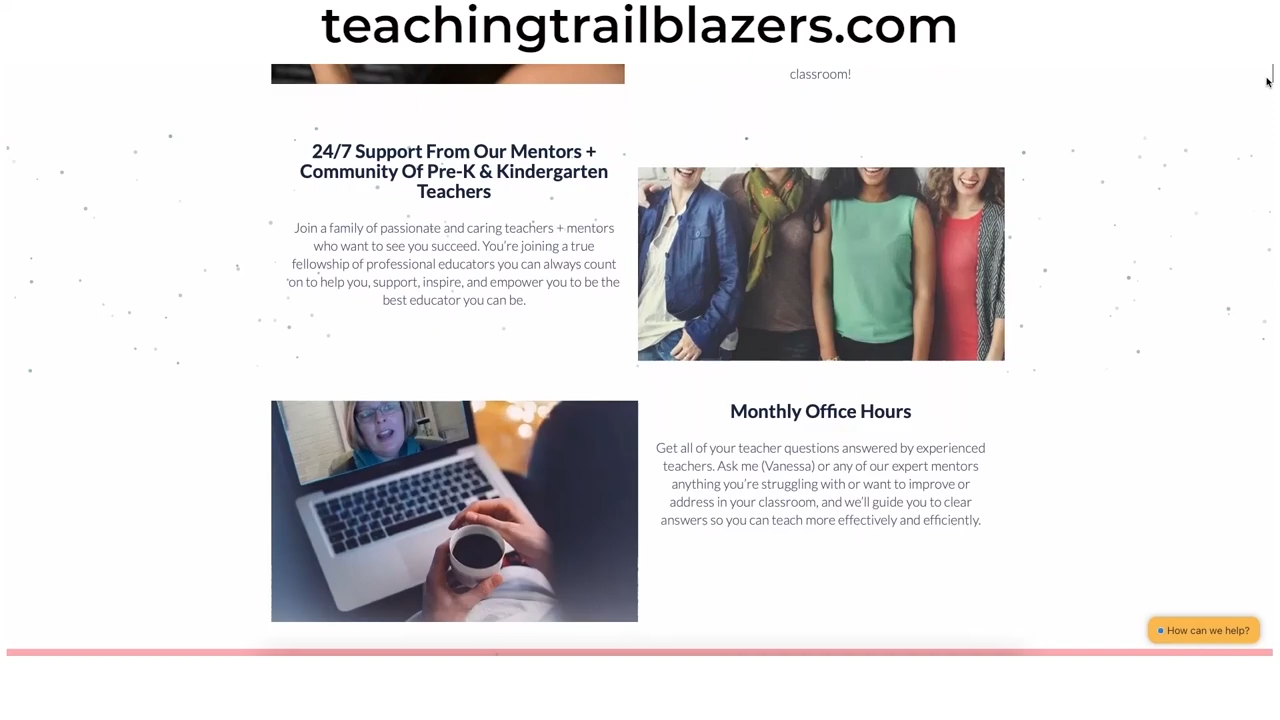 teachingtrailblazers.com
classroom!
24/7 Support From Our Mentors +
Community Of Pre-K & Kindergarten
Teachers
Join a family of passionate and caring teachers + mentors
who want to see you succeed. You're joining a true
fellowship of professional educators you can always count
on to help you, support, inspire, and empower you to be the
best educator you can be.
Monthly Office Hours
Get all of your teacher questions answered by experienced
teachers. Ask me (Vanessa) or any of our expert mentors
anything you're struggling with or want to improve or
address in your classroom, and we'll guide you to clear
answers so you can teach more effectively and efficiently.
How can we help?